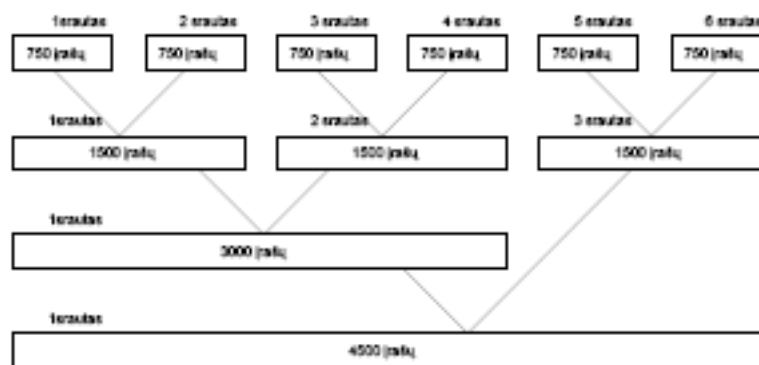 1srautas 2 srautas 3 srautas 4 srautas 5 srautas 6 srautas
750 įrašų 750 įrašų 750 įrašų 750 įrašų 750 įrašų 750 įrašų
1srautas 2 srautas 3 srautas
1500 įrašų 1500 įrašų 1500 įrašų
1srautas
3000 įrašų
1srautas
4500 įrašų